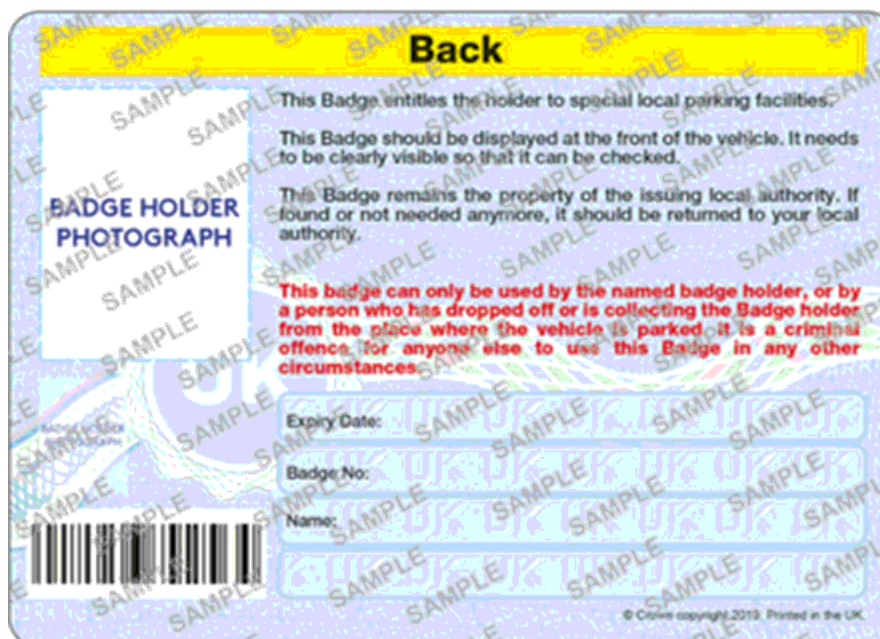 Back
This Badge entitles the holder to special local parking facilities.
This Badge should be displayed at the front of the vehicle. It needs
to be clearly visible so that it can be checked.
This Badge remains the property of the issuing local authority. If
found or not needed anymore, it should be returned to your local
authority.
BADGE HOLDER
PHOTOGRAPH
This badge can only be used by the named badge holder, or by
a person who has dropped off or is collecting the Badge holder
from the place where the vehicle is parked. It is a criminal
offence for anyone else to use this Badge in any other
circumstances.
UK
BADGE HOLDER
PHOTOGRAPH
Expiry Date:
Badge No:
Name:
© Crown copyright 2019. Printed in the UK
SAMPLE